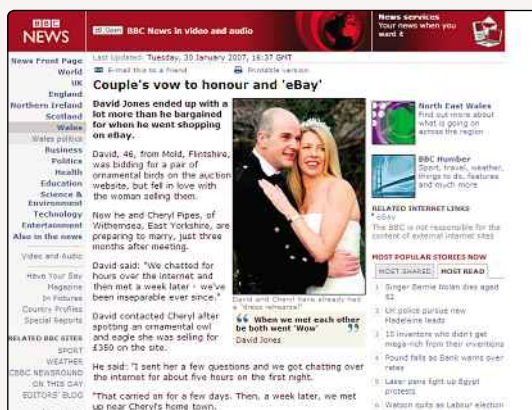 BBC
NEWS
Open BBC News in video and audio
News services
Your news when you
want it
Last Updated: Tuesday, 30 January 2007, 16:37 GMT
E-mail this to a friend
Printable version
News Front Page
World
UK
England
Northern Ireland
Scotland
Wales
Wales politics
Business
Politics
Health
Education
Science &
Environment
Technology
Entertainment
Also in the news
Video and Audio
Have Your Say
Magazine
In Pictures
Country Profiles
Special Reports
RELATED BBC SITES
SPORT
WEATHER
CBBC NEWSROUND
ON THIS DAY
EDITORS' BLOG
Couple's vow to honour and 'eBay'
David Jones ended up with a
lot more than he bargained
for when he went shopping
on eBay.
David, 46, from Mold, Flintshire,
was bidding for a pair of
ornamental birds on the auction
website, but fell in love with
the woman selling them.
Now he and Cheryl Pipes, of
Withernsea, East Yorkshire, are
preparing to marry, just three
months after meeting.
David said: "We chatted for
hours over the internet and
then met a week later - we've
been inseparable ever since."
David contacted Cheryl after
spotting an ornamental owl
and eagle she was selling for
£350 on the site.
He said: "I sent her a few questions and we got chatting over
the internet for about five hours on the first night.
"That carried on for a few days. Then, a week later, we met
up near Cheryl's home town.
David and Cheryl have already had
a "dress rehearsal"
“ When we met each other
be both went 'Wow' ”
David Jones
North East Wales
Find out more about
what is going on
across the region
BBC Humber
Sport, travel, weather,
things to do, features
and much more
RELATED INTERNET LINKS
eBay
The BBC is not responsible for the
content of external internet sites
MOST POPULAR STORIES NOW
MOST SHARED
MOST READ
1 Singer Bernie Nolan dies aged
52
2 UK police pursue new
Madeleine leads
3 10 inventors who didn't get
mega-rich from their inventions
4 Pound falls as Bank warns over
rates
5 Laser pens light up Egypt
protests
6 Watson quits as Labour election